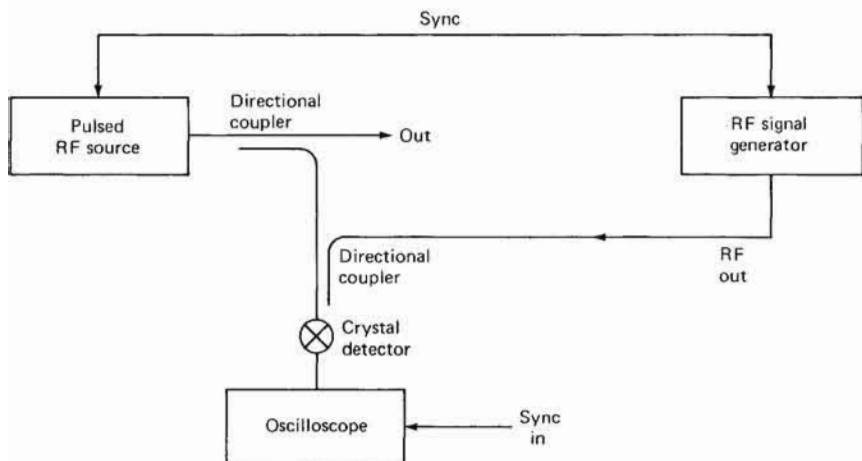 Sync
Pulsed
RF source
Directional
coupler
Out
RF signal
generator
Directional
coupler
RF
out
Crystal
detector
Oscilloscope
Sync
in